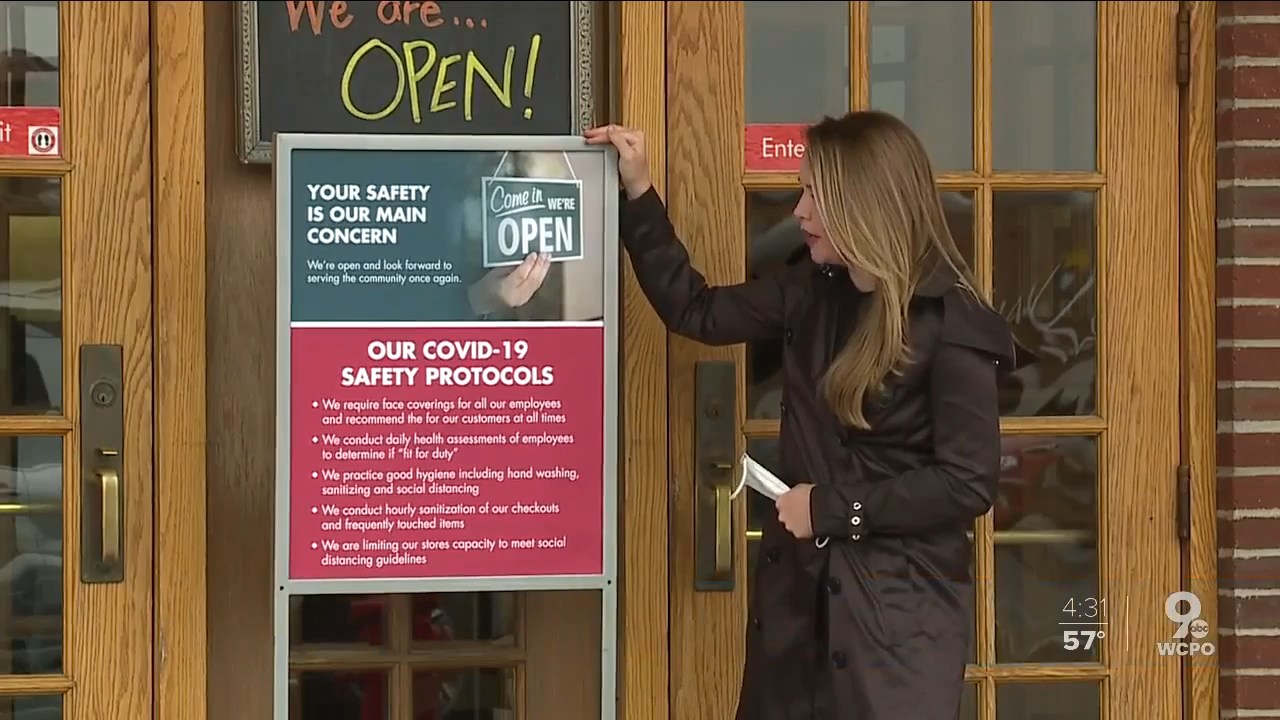 We are...
OPEN!
it
Ente
YOUR SAFETY
IS OUR MAIN
CONCERN
We're open and look forward to
serving the community once again.
Come in WE'RE
OPEN
OUR COVID-19
SAFETY PROTOCOLS
• We require face coverings for all our employees
and recommend the for our customers at all times
• We conduct daily health assessments of employees
to determine if "fit for duty"
• We practice good hygiene including hand washing,
sanitizing and social distancing
• We conduct hourly sanitization of our checkouts
and frequently touched items
• We are limiting our stores capacity to meet social
distancing guidelines
4:31
57°
9
abc
WCPO